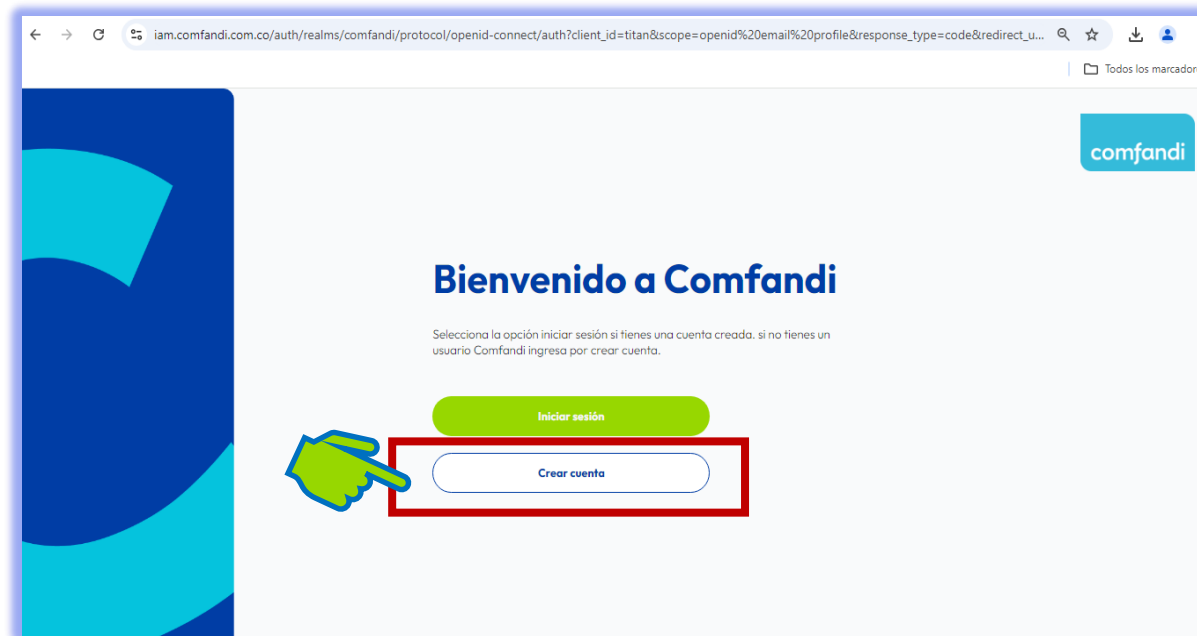 iam.comfandi.com.co/auth/realms/comfandi/protocol/openid-connect/auth?client_id=titan&scope=openid%20email%20profile&response_type=code&redirect_u...
Todos los marcador
comfandi
Bienvenido a Comfandi
Selecciona la opción iniciar sesión si tienes una cuenta creada. si no tienes un
usuario Comfandi ingresa por crear cuenta.
Iniciar sesión
Crear cuenta